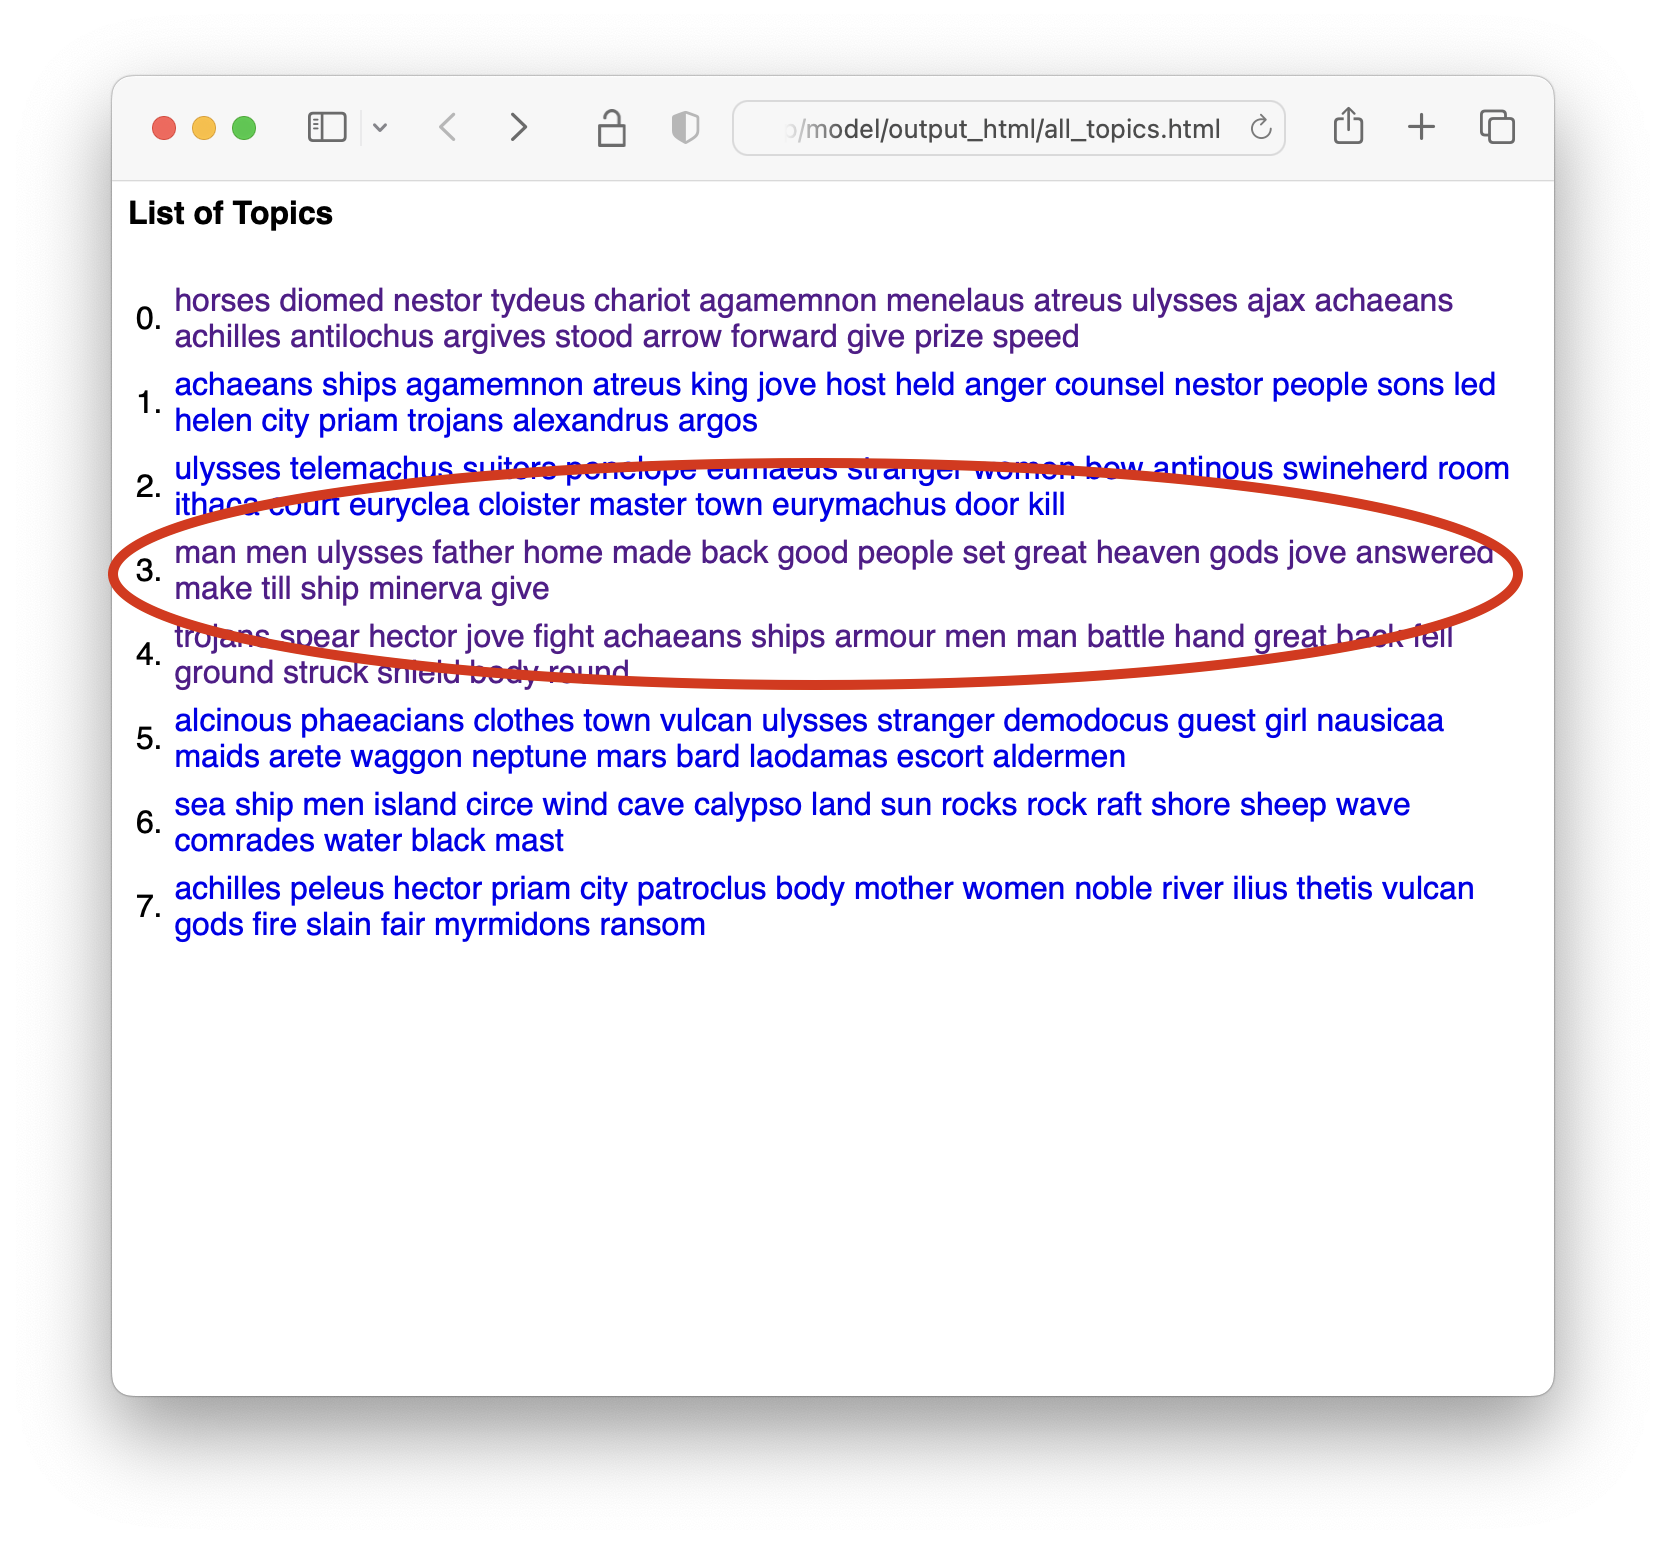 /model/output_html/all_topics.html
List of Topics
0. horses diomed nestor tydeus chariot agamemnon menelaus atreus ulysses ajax achaeans
achilles antilochus argives stood arrow forward give prize speed
1. achaeans ships agamemnon atreus king jove host held anger counsel nestor people sons led
helen city priam trojans alexandrus argos
2. ulysses telemachus suitors penelope eumaeus stranger women bow antinous swineherd room
ithaca court euryclea cloister master town eurymachus door kill
3. man men ulysses father home made back good people set great heaven gods jove answered
make till ship minerva give
4. trojans spear hector jove fight achaeans ships armour men man battle hand great back fell
ground struck shield body round
5. alcinous phaeacians clothes town vulcan ulysses stranger demodocus guest girl nausicaa
maids arete waggon neptune mars bard laodamas escort aldermen
6. sea ship men island circe wind cave calypso land sun rocks rock raft shore sheep wave
comrades water black mast
7. achilles peleus hector priam city patroclus body mother women noble river ilius thetis vulcan
gods fire slain fair myrmidons ransom